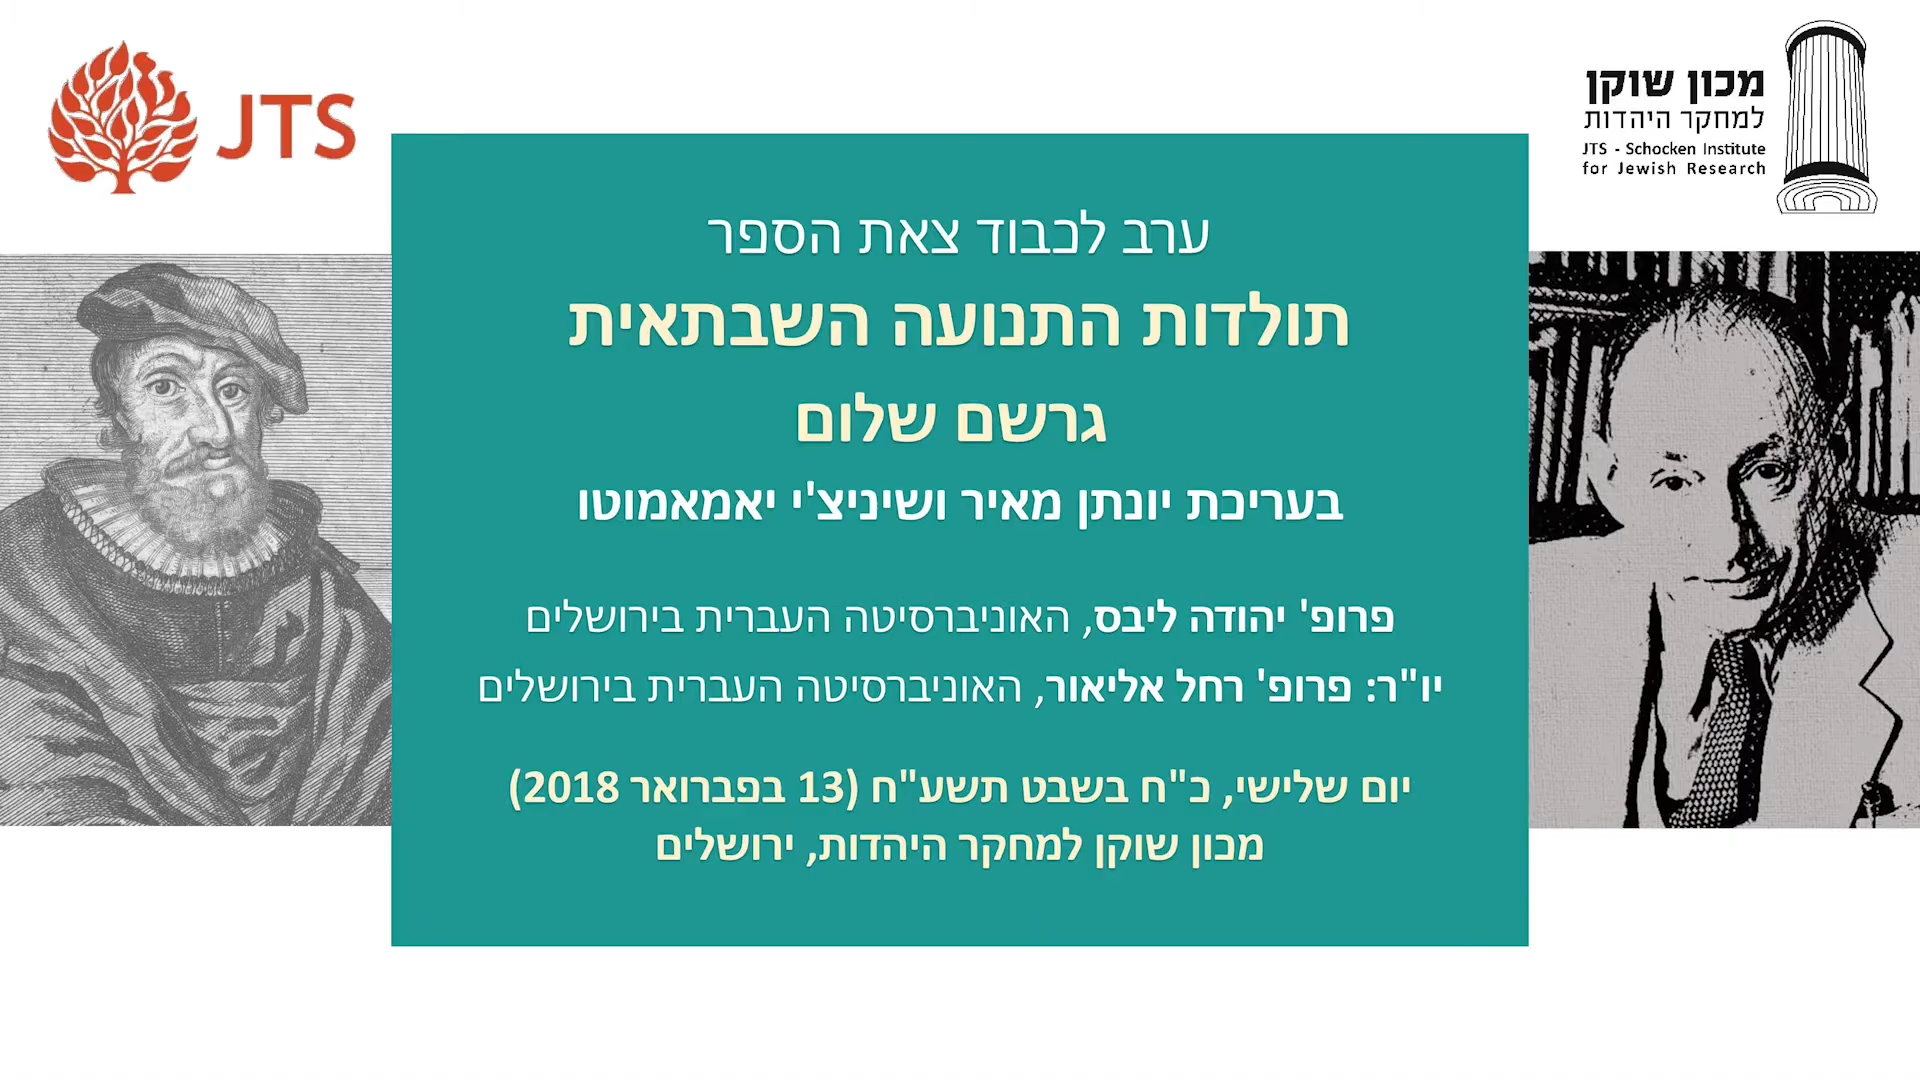 JTS
מכון שוקן
למחקר היהדות
JTS - Schocken Institute
for Jewish Research
ערב לכבוד צאת הספר
תולדות התנועה השבתאית
גרשם שלום
בעריכת יונתן מאיר ושיניצ'י יאמאמוטו
פרופ' יהודה ליבס, האוניברסיטה העברית בירושלים
יו"ר: פרופ' רחל אליאור, האוניברסיטה העברית בירושלים
יום שלישי, כ"ח בשבט תשע"ח (13 בפברואר 2018)
מכון שוקן למחקר היהדות, ירושלים